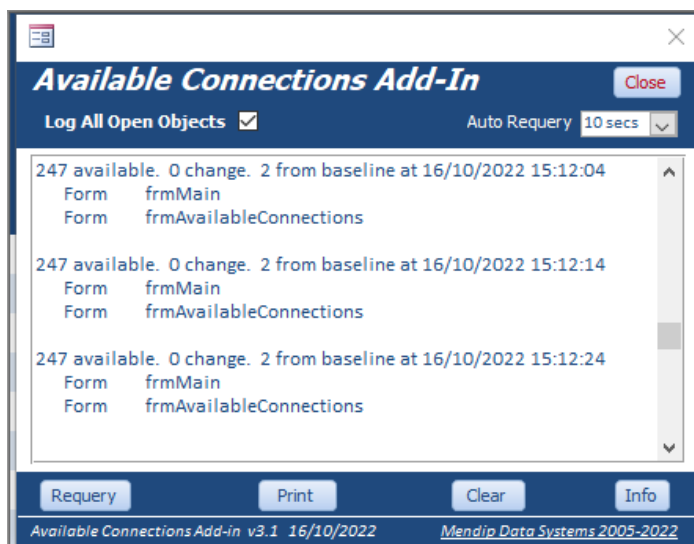 Available Connections Add-In
Close
Log All Open Objects
Auto Requery 10 secs
247 available. 0 change. 2 from baseline at 16/10/2022 15:12:04
Form frmMain
Form frmAvailableConnections
247 available. 0 change. 2 from baseline at 16/10/2022 15:12:14
Form frmMain
Form frmAvailableConnections
247 available. 0 change. 2 from baseline at 16/10/2022 15:12:24
Form frmMain
Form frmAvailableConnections
Requery Print Clear Info
Available Connections Add-in v3.1 16/10/2022 Mendip Data Systems 2005-2022